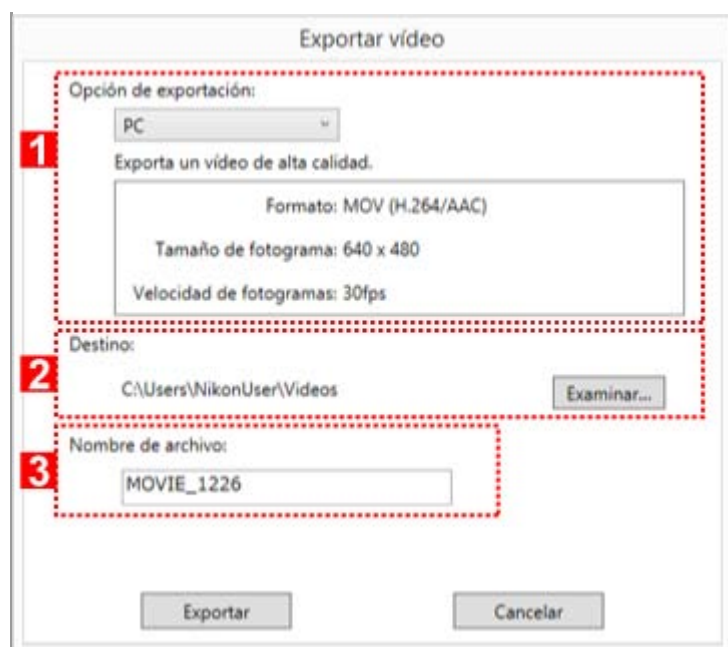 Exportar vídeo
Opción de exportación:
PC
1
Exporta un vídeo de alta calidad.
Formato: MOV (H.264/AAC)
Tamaño de fotograma: 640 x 480
Velocidad de fotogramas: 30fps
Destino:
2
C:\Users\NikonUser\Videos
Examinar...
Nombre de archivo:
3
MOVIE_1226
Exportar
Cancelar